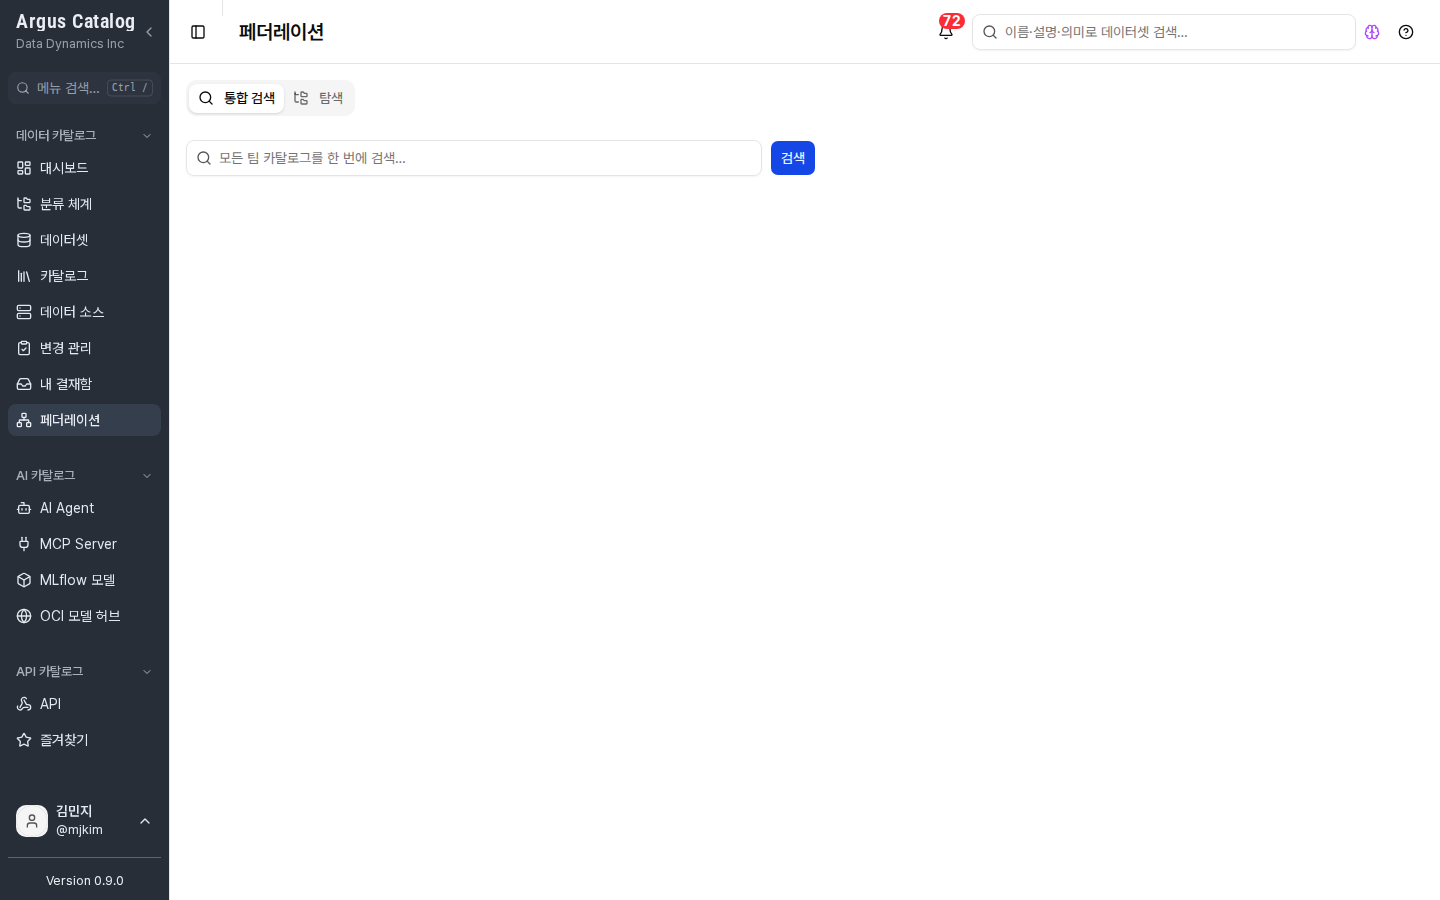 Argus Catalog
Data Dynamics Inc
메뉴 검색... Ctrl /
데이터 카탈로그
대시보드
분류 체계
데이터셋
카탈로그
데이터 소스
변경 관리
내 결재함
페더레이션
AI 카탈로그
AI Agent
MCP Server
MLflow 모델
OCI 모델 허브
API 카탈로그
API
즐겨찾기
김민지
@mjkim
Version 0.9.0
페더레이션
72
이름·설명·의미로 데이터셋 검색...
통합 검색
탐색
모든 팀 카탈로그를 한 번에 검색...
검색